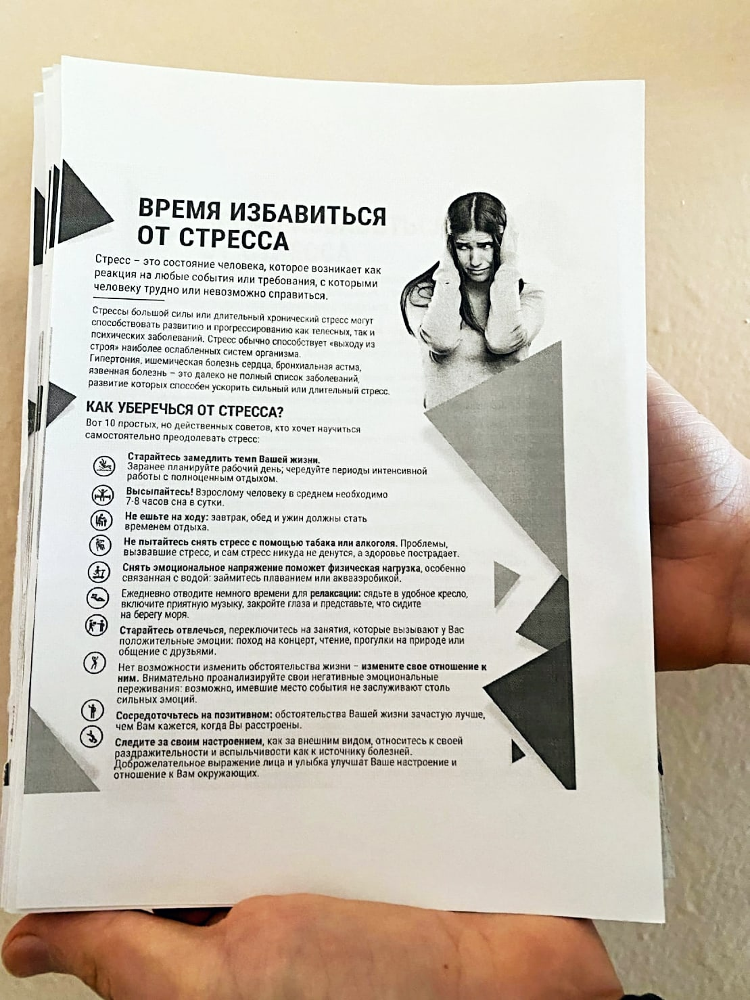 ВРЕМЯ ИЗБАВИТЬСЯ
ОТ СТРЕССА
Стресс – это состояние человека, которое возникает как
реакция на любые события или требования, с которыми
человеку трудно или невозможно справиться.
Стрессы большой силы или длительный хронический стресс могут
способствовать развитию и прогрессированию как телесных, так и
психических заболеваний. Стресс обычно способствует «выходу из
строя» наиболее ослабленных систем организма.
Гипертония, ишемическая болезнь сердца, бронхиальная астма,
язвенная болезнь – это далеко не полный список заболеваний,
развитие которых способен ускорить сильный или длительный стресс.
КАК УБЕРЕЧЬСЯ ОТ СТРЕССА?
Вот 10 простых, но действенных советов, кто хочет научиться
самостоятельно преодолевать стресс:
Старайтесь замедлить темп Вашей жизни.
Заранее планируйте рабочий день; чередуйте периоды интенсивной
работы с полноценным отдыхом.
Высыпайтесь! Взрослому человеку в среднем необходимо
7-8 часов сна в сутки.
Не ешьте на ходу: завтрак, обед и ужин должны стать
временем отдыха.
Не пытайтесь снять стресс с помощью табака или алкоголя. Проблемы,
вызвавшие стресс, и сам стресс никуда не денутся, а здоровье пострадает.
Снять эмоциональное напряжение поможет физическая нагрузка, особенно
связанная с водой: займитесь плаванием или аквааэробикой.
Ежедневно отводите немного времени для релаксации: сядьте в удобное кресло,
включите приятную музыку, закройте глаза и представьте, что сидите
на берегу моря.
Старайтесь отвлечься, переключитесь на занятия, которые вызывают у Вас
положительные эмоции: поход на концерт, чтение, прогулки на природе или
общение с друзьями.
Нет возможности изменить обстоятельства жизни – измените свое отношение к
ним. Внимательно проанализируйте свои негативные эмоциональные
переживания: возможно, имевшие место события не заслуживают столь
сильных эмоций.
Сосредоточьтесь на позитивном: обстоятельства Вашей жизни зачастую лучше,
чем Вам кажется, когда Вы расстроены.
Следите за своим настроением, как за внешним видом, относитесь к своей
раздражительности и вспыльчивости как к источнику болезней.
Доброжелательное выражение лица и улыбка улучшат Ваше настроение и
отношение к Вам окружающих.